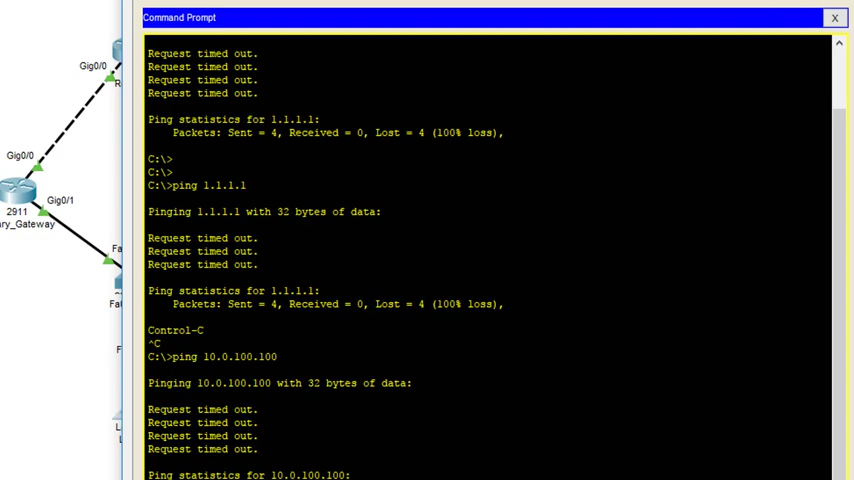 Command Prompt
X
Request timed out.
Request timed out.
Request timed out.
Request timed out.
Ping statistics for 1.1.1.1:
Packets: Sent = 4, Received = 0, Lost = 4 (100% loss),
C:\>
C:\>
C:\>ping 1.1.1.1
Pinging 1.1.1.1 with 32 bytes of data:
Request timed out.
Request timed out.
Request timed out.
Ping statistics for 1.1.1.1:
Packets: Sent = 4, Received = 0, Lost = 4 (100% loss),
Control-C
^C
C:\>ping 10.0.100.100
Pinging 10.0.100.100 with 32 bytes of data:
Request timed out.
Request timed out.
Request timed out.
Request timed out.
Ping statistics for 10.0.100.100:
Gig0/0
R
Gig0/0
Gig0/1
2911
ry_Gateway
Fa
Fa0
F
L
L